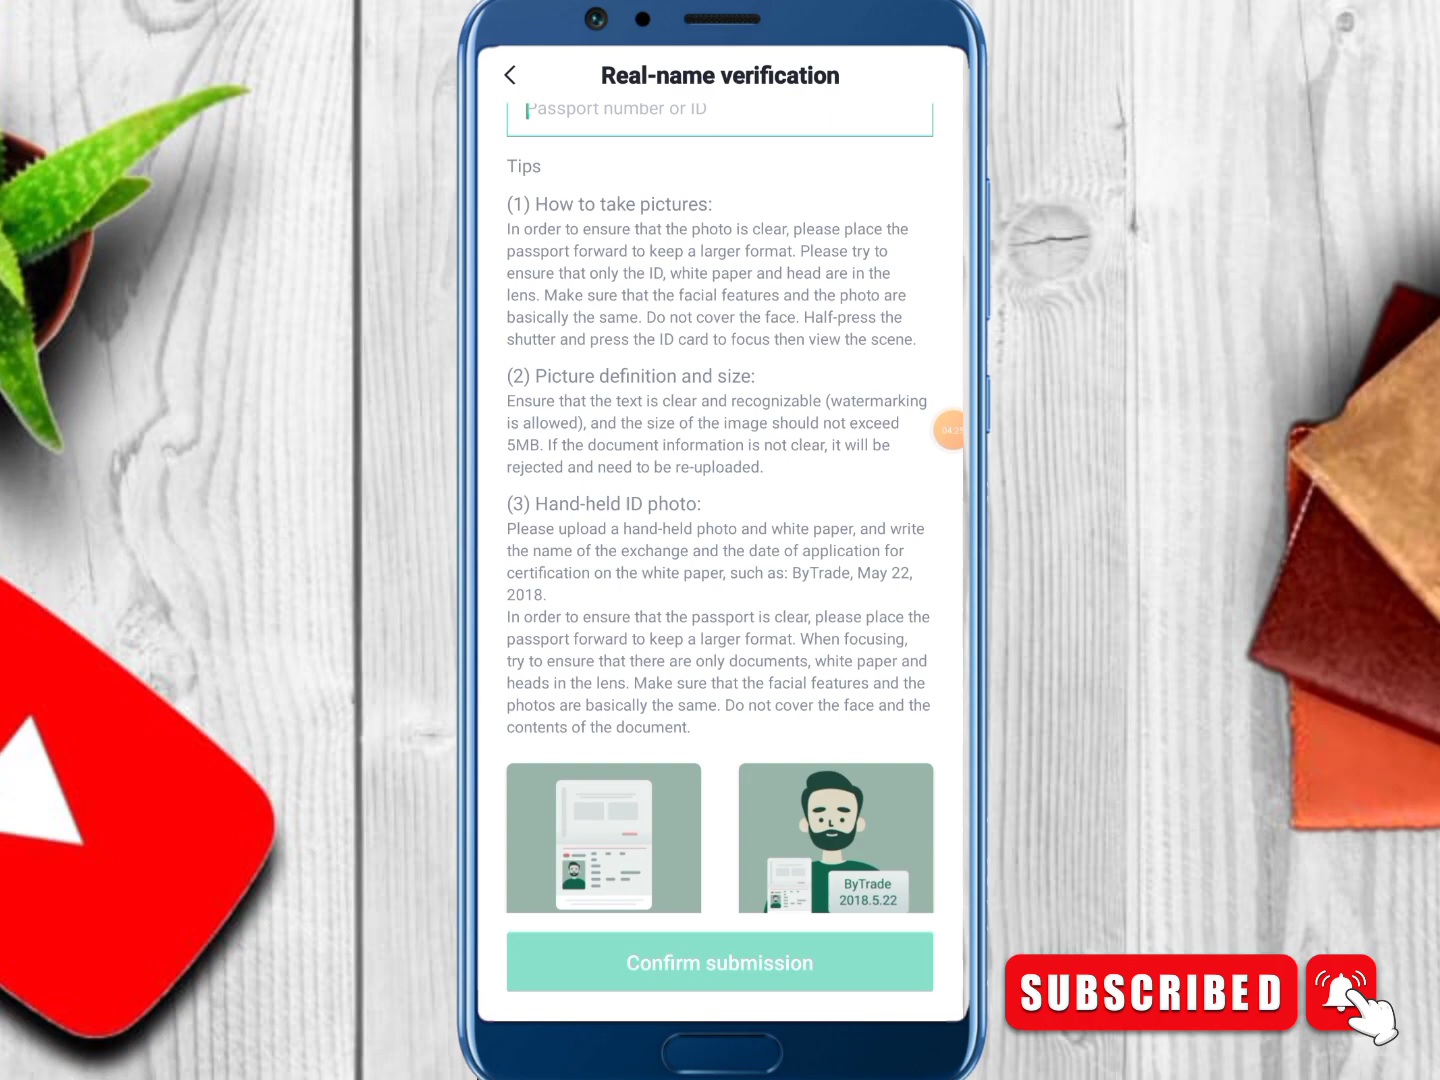 Real-name verification
Passport number or ID
Tips
(1) How to take pictures:
In order to ensure that the photo is clear, please place the
passport forward to keep a larger format. Please try to
ensure that only the ID, white paper and head are in the
lens. Make sure that the facial features and the photo are
basically the same. Do not cover the face. Half-press the
shutter and press the ID card to focus then view the scene.
(2) Picture definition and size:
Ensure that the text is clear and recognizable (watermarking
is allowed), and the size of the image should not exceed
5MB. If the document information is not clear, it will be
rejected and need to be re-uploaded.
04:25
(3) Hand-held ID photo:
Please upload a hand-held photo and white paper, and write
the name of the exchange and the date of application for
certification on the white paper, such as: ByTrade, May 22,
2018.
In order to ensure that the passport is clear, please place the
passport forward to keep a larger format. When focusing,
try to ensure that there are only documents, white paper and
heads in the lens. Make sure that the facial features and the
photos are basically the same. Do not cover the face and the
contents of the document.
ByTrade
2018.5.22
Confirm submission
SUBSCRIBED